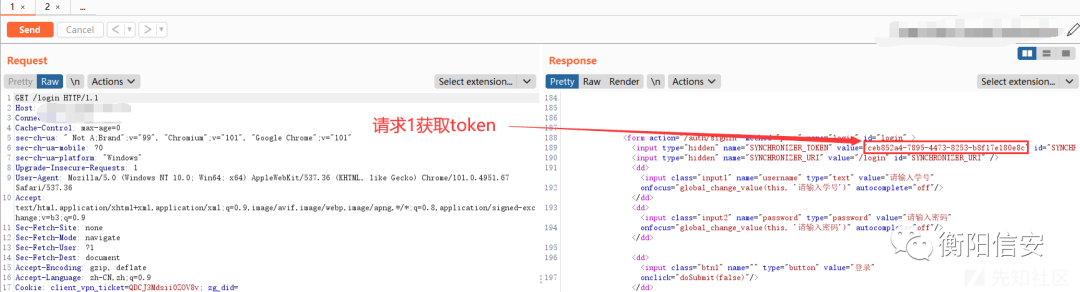 1 × 2 × ...
Send Cancel < ▼ > ▼
Request
Pretty Raw \n Actions Select extension...
1 GET /login HTTP/1.1
2 Host:
3 Connec
4 Cache-Control: max-age=0
5 sec-ch-ua: " Not A;Brand";v="99", "Chromium";v="101", "Google Chrome";v="101"
6 sec-ch-ua-mobile: ?0
7 sec-ch-ua-platform: "Windows"
8 Upgrade-Insecure-Requests: 1
9 User-Agent: Mozilla/5.0 (Windows NT 10.0; Win64; x64) AppleWebKit/537.36 (KHTML, like Gecko) Chrome/101.0.4951.67
Safari/537.36
10 Accept:
text/html,application/xhtml+xml,application/xml;q=0.9,image/avif,image/webp,image/apng,*/*;q=0.8,application/signed-exc
hange;v=b3;q=0.9
11 Sec-Fetch-Site: none
12 Sec-Fetch-Mode: navigate
13 Sec-Fetch-User: ?1
14 Sec-Fetch-Dest: document
15 Accept-Encoding: gzip, deflate
16 Accept-Language: zh-CN,zh;q=0.9
17 Cookie: client_vpn_ticket=QDCJ3Mdsii0ZOV8v; zg_did=
请求1获取token
Response
Pretty Raw Render \n Actions Select extension...
184
185
186
187
188 <form action="/auth/signIn" name="login" id="login" >
189 <input type="hidden" name="SYNCHRONIZER_TOKEN" value="ceb852a4-7895-4473-8253-b8f17e180e8c" id="SYNCHR
190 <input type="hidden" name="SYNCHRONIZER_URI" value="/login" id="SYNCHRONIZER_URI" />
191 <dd>
192 <input class="input1" name="username" type="text" value="请输入学号"
onfocus="global_change_value(this, '请输入学号')" autocomplete="off"/>
193 </dd>
194 <dd>
195 <input class="input2" name="password" type="password" value="请输入密码"
onfocus="global_change_value(this, '请输入密码')" autocomplete="off"/>
196 </dd>
<dd>
197 <input class="btn1" name="" type="button" value="登录"
onclick="doSubmit(false)"/>
</dd>
衡阳信安
先知社区